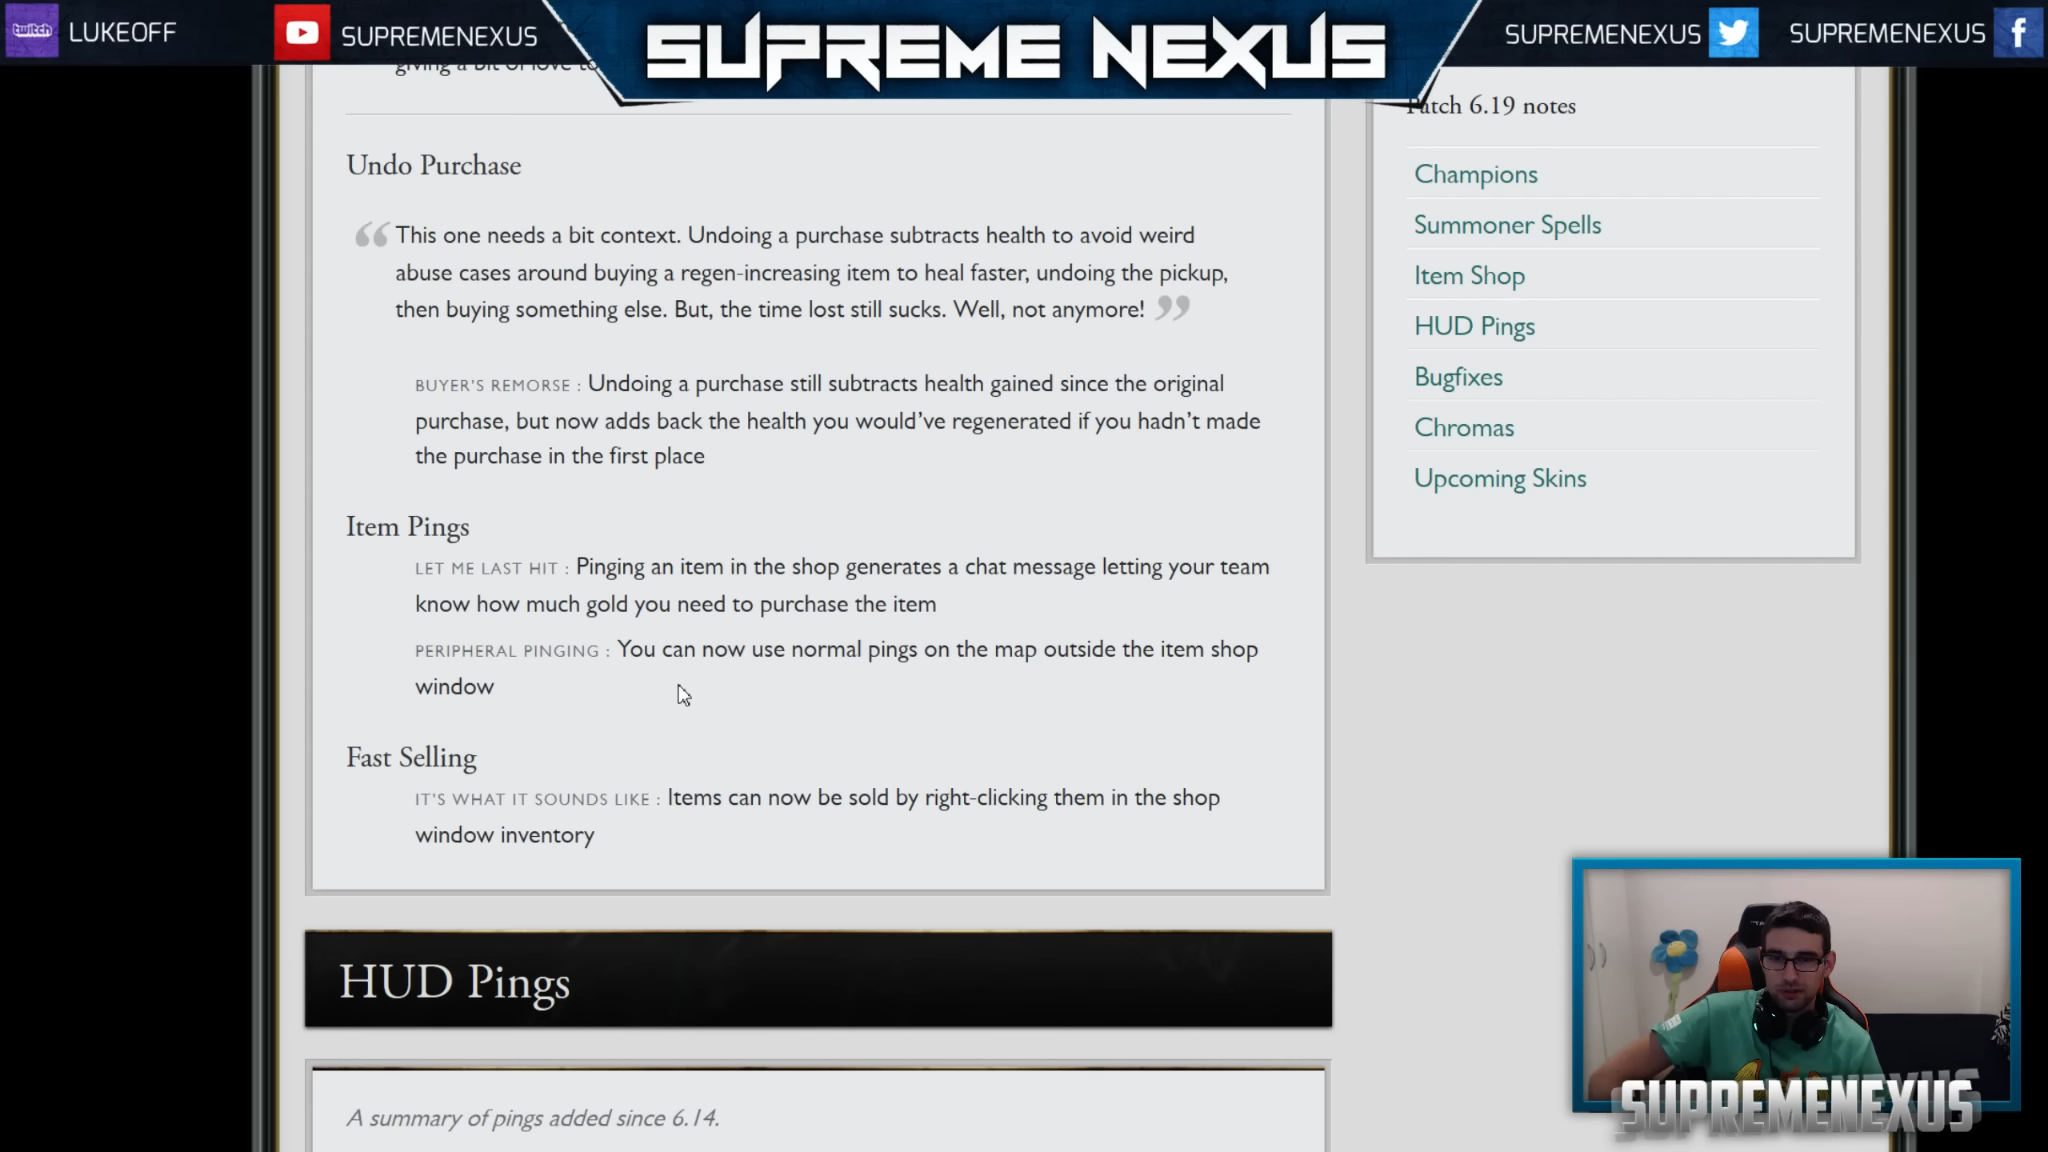 twitch LUKEOFF SUPREMENEXUS SUPREME NEXUS SUPREMENEXUS SUPREMENEXUS
Undo Purchase
“ This one needs a bit context. Undoing a purchase subtracts health to avoid weird
abuse cases around buying a regen-increasing item to heal faster, undoing the pickup,
then buying something else. But, the time lost still sucks. Well, not anymore! ”
BUYER'S REMORSE : Undoing a purchase still subtracts health gained since the original
purchase, but now adds back the health you would’ve regenerated if you hadn’t made
the purchase in the first place
Item Pings
LET ME LAST HIT : Pinging an item in the shop generates a chat message letting your team
know how much gold you need to purchase the item
PERIPHERAL PINGING : You can now use normal pings on the map outside the item shop
window
Fast Selling
IT'S WHAT IT SOUNDS LIKE : Items can now be sold by right-clicking them in the shop
window inventory
HUD Pings
A summary of pings added since 6.14.
Patch 6.19 notes
Champions
Summoner Spells
Item Shop
HUD Pings
Bugfixes
Chromas
Upcoming Skins
SUPREMENEXUS